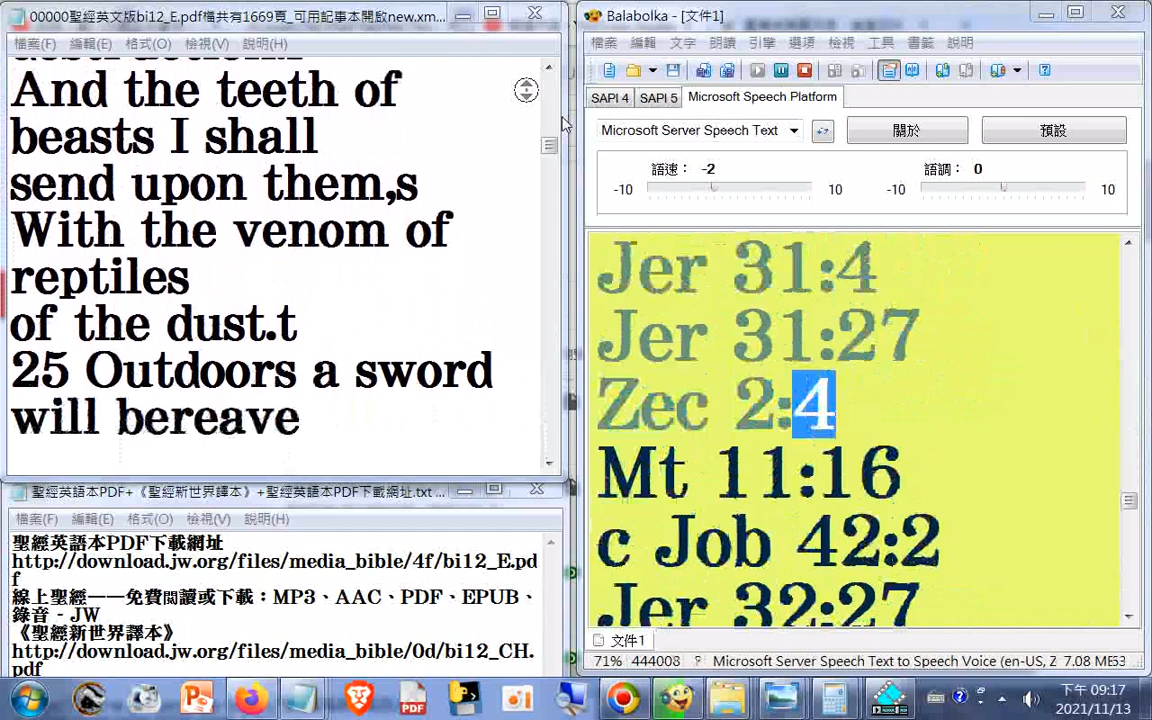 00000聖經英文版bi12_E.pdf檔共有1669頁_可用記事本開啟new.xm...
檔案(F) 編輯(E) 格式(O) 檢視(V) 說明(H)
And the teeth of
beasts I shall
send upon them,s
With the venom of
reptiles
of the dust.t
25 Outdoors a sword
will bereave
聖經英語本PDF+《聖經新世界譯本》+聖經英語本PDF下載網址.txt ...
檔案(F) 編輯(E) 格式(O) 檢視(V) 說明(H)
聖經英語本PDF下載網址
http://download.jw.org/files/media_bible/4f/bi12_E.pd
f
線上聖經——免費閱讀或下載：MP3、AAC、PDF、EPUB、
錄音 - JW
《聖經新世界譯本》
http://download.jw.org/files/media_bible/0d/bi12_CH.
pdf
Balabolka - [文件1]
檔案 編輯 文字 朗讀 引擎 選項 檢視 工具 書籤 說明
SAPI 4 SAPI 5 Microsoft Speech Platform
Microsoft Server Speech Text 關於 預設
語速： -2 語調： 0
-10 10 -10 10
Jer 31:4
Jer 31:27
Zec 2:4
Mt 11:16
c Job 42:2
Jer 32:27
文件1
71% 444008 Microsoft Server Speech Text to Speech Voice (en-US, Z 7.08 ME53
PDF
下午 09:17
2021/11/13